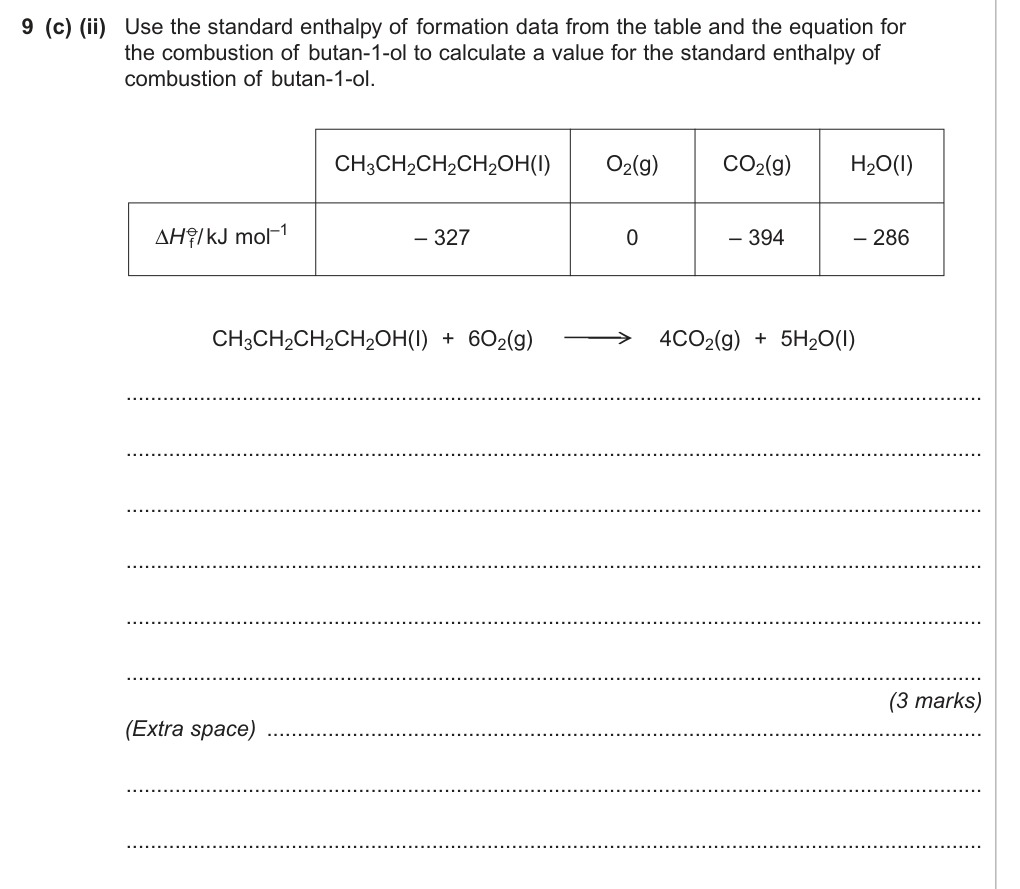 9 (c) (ii) Use the standard enthalpy of formation data from the table and the equation for
the combustion of butan-1-ol to calculate a value for the standard enthalpy of
combustion of butan-1-ol.
CH₃CH₂CH₂CH₂OH(l) O₂(g) CO₂(g) H₂O(l)
ΔH⦵f/kJ mol⁻¹ – 327 0 – 394 – 286
CH₃CH₂CH₂CH₂OH(l) + 6O₂(g) ⟶ 4CO₂(g) + 5H₂O(l)
(3 marks)
(Extra space)